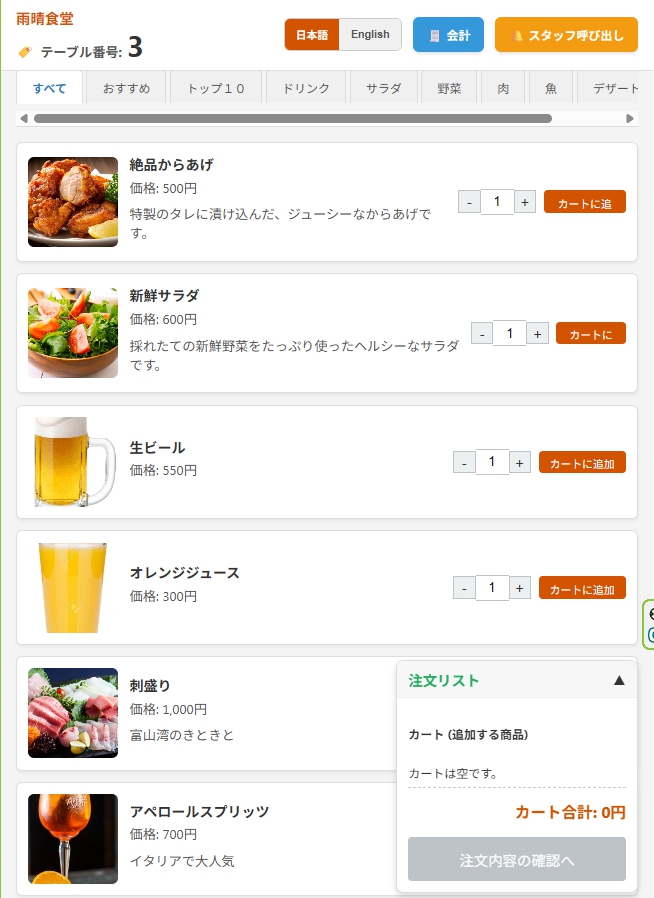 雨晴食堂
テーブル番号: 3
日本語 English
会計
スタッフ呼び出し
すべて おすすめ トップ１０ ドリンク サラダ 野菜 肉 魚 デザート
絶品からあげ
価格: 500円
特製のタレに漬け込んだ、ジューシーなからあげで
す。
- 1 + カートに追
新鮮サラダ
価格: 600円
採れたての新鮮野菜をたっぷり使ったヘルシーなサラダ
です。
- 1 + カートに
生ビール
価格: 550円
- 1 + カートに追加
オレンジジュース
価格: 300円
- 1 + カートに追加
刺盛り
価格: 1,000円
富山湾のきときと
アペロールスプリッツ
価格: 700円
イタリアで大人気
注文リスト ▲
カート (追加する商品)
カートは空です。
カート合計: 0円
注文内容の確認へ